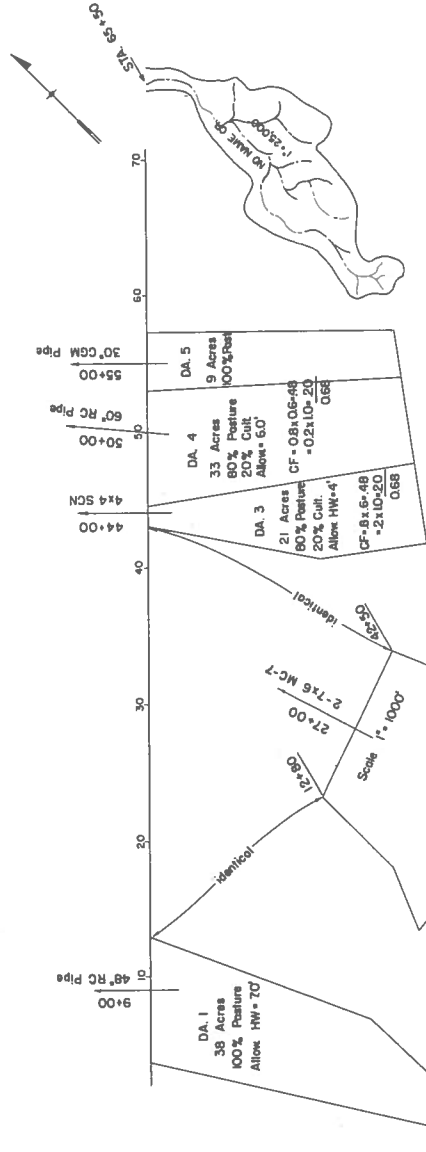 STA 65+50
NO NAME CR.
1"=25,000
70
60
30" CGM Pipe
55+00
DA. 5
9 Acres
100% Past
60" RC Pipe
50+00
50
DA. 4
33 Acres
80% Pasture
20% Cult.
Allow = 6.0'
CF = 0.8x0.6=.48
=0.2x1.0=.20
0.68
4x4 SCN
44+00
DA. 3
21 Acres
80% Pasture
20% Cult.
Allow HW=4'
CF=.8x.6=.48
=.2x1.0=.20
0.68
40
identical
42+50
30
2-7x6 MC-7
27+00
Scale 1"=1000'
12+80
20
identical
48" RC Pipe
9+00
10
DA. 1
38 Acres
100% Pasture
Allow HW = 7.0'